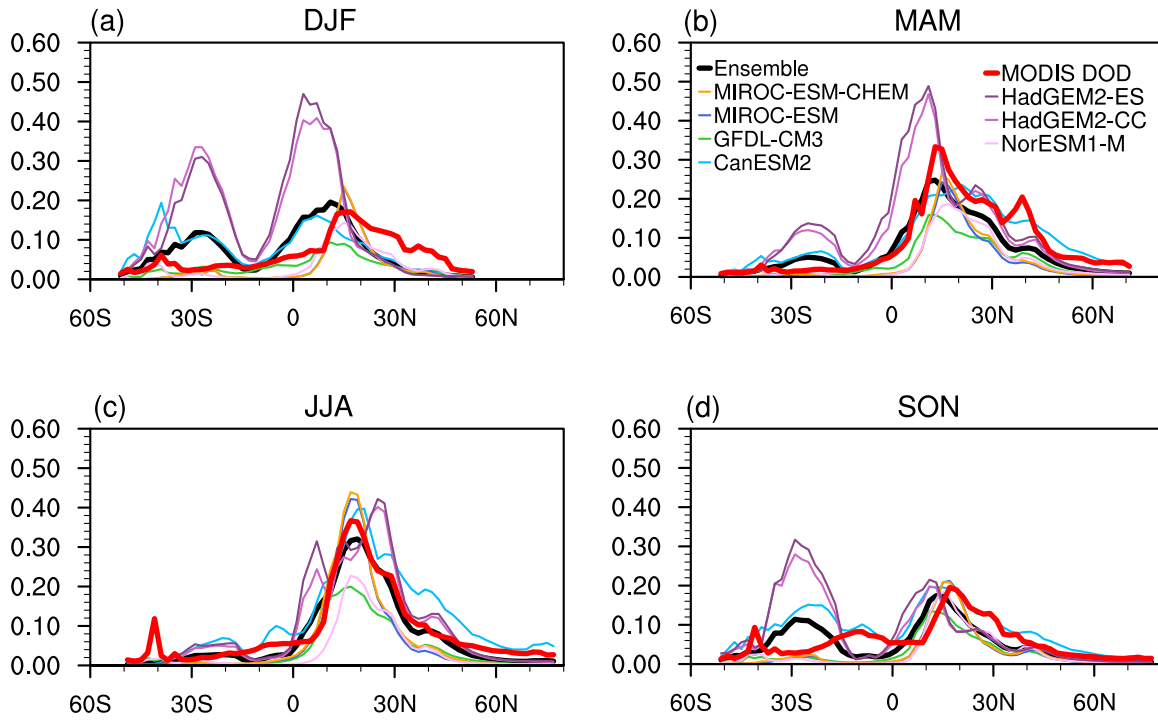 (a) DJF
0.60
0.50
0.40
0.30
0.20
0.10
0.00
60S 30S 0 30N 60N
(b) MAM
0.60
0.50
0.40
0.30
0.20
0.10
0.00
60S 30S 0 30N 60N
Ensemble
MIROC-ESM-CHEM
MIROC-ESM
GFDL-CM3
CanESM2
MODIS DOD
HadGEM2-ES
HadGEM2-CC
NorESM1-M
(c) JJA
0.60
0.50
0.40
0.30
0.20
0.10
0.00
60S 30S 0 30N 60N
(d) SON
0.60
0.50
0.40
0.30
0.20
0.10
0.00
60S 30S 0 30N 60N